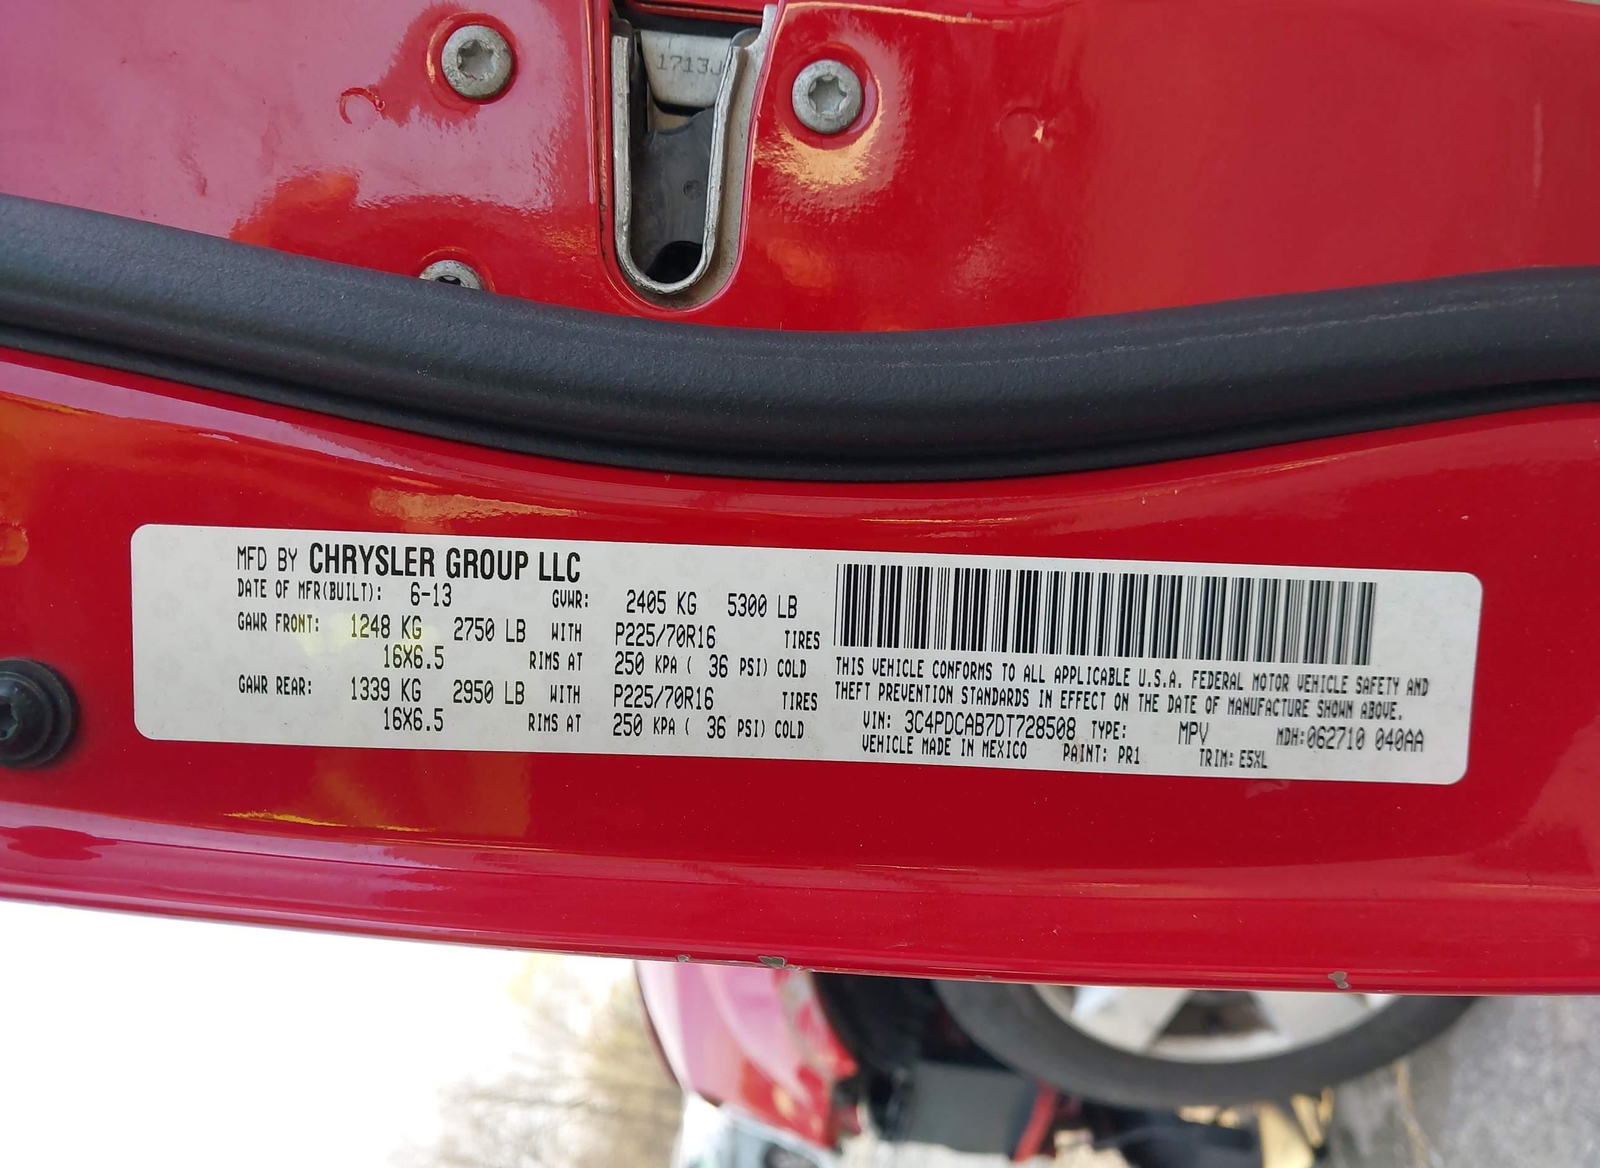 1713J
MFD BY CHRYSLER GROUP LLC
DATE OF MFR(BUILT): 6-13 GVWR: 2405 KG 5300 LB
GAWR FRONT: 1248 KG 2750 LB WITH P225/70R16 TIRES
16X6.5 RIMS AT 250 KPA ( 36 PSI) COLD
GAWR REAR: 1339 KG 2950 LB WITH P225/70R16 TIRES
16X6.5 RIMS AT 250 KPA ( 36 PSI) COLD
THIS VEHICLE CONFORMS TO ALL APPLICABLE U.S.A. FEDERAL MOTOR VEHICLE SAFETY AND
THEFT PREVENTION STANDARDS IN EFFECT ON THE DATE OF MANUFACTURE SHOWN ABOVE.
VIN: 3C4PDCAB7DT728508 TYPE: MPV MDH:062710 040AA
VEHICLE MADE IN MEXICO PAINT: PR1 TRIM: E5XL